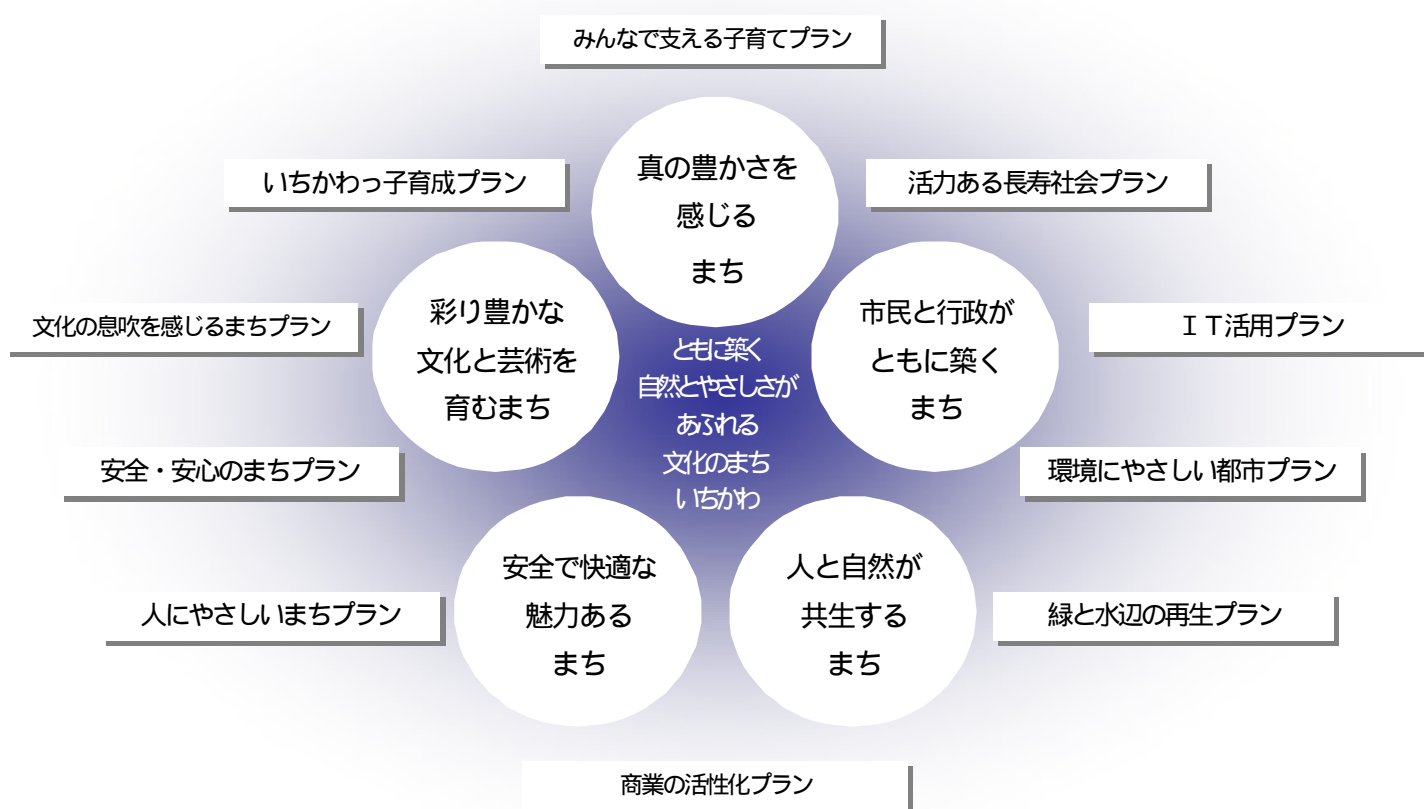 みんなで支える子育てプラン
いちかわっ子育成プラン
真の豊かさを
感じる
まち
活力ある長寿社会プラン
文化の息吹を感じるまちプラン
彩り豊かな
文化と芸術を
育むまち
ともに築く
自然とやさしさが
あふれる
文化のまち
いちかわ
市民と行政が
ともに築く
まち
ＩＴ活用プラン
安全・安心のまちプラン
環境にやさしい都市プラン
人にやさしいまちプラン
安全で快適な
魅力ある
まち
人と自然が
共生する
まち
緑と水辺の再生プラン
商業の活性化プラン